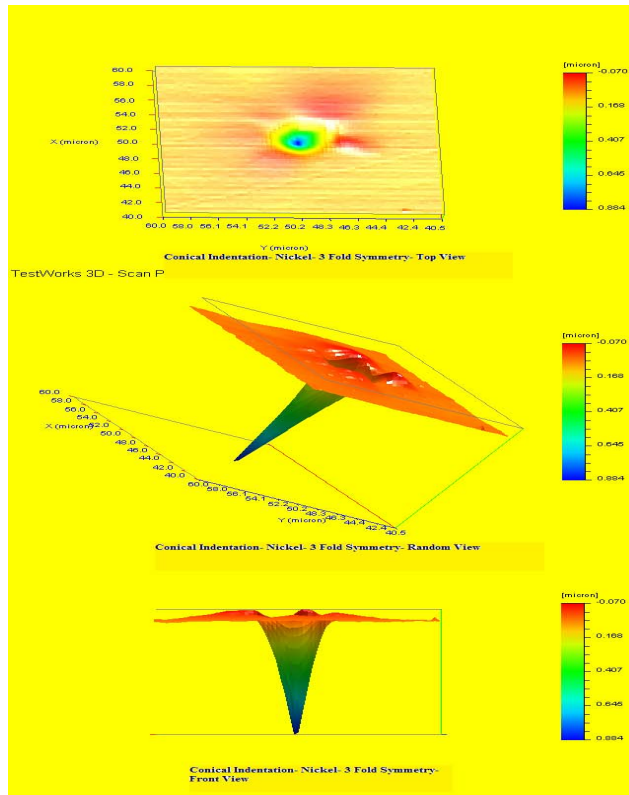 [micron]
60.0
58.0
56.0
54.0
52.0
X (micron) 50.0
48.0
46.0
44.0
42.0
40.0
60.0 58.0 56.1 54.1 52.2 50.2 48.3 46.3 44.4 42.4 40.5
Y (micron)
-0.070
0.168
0.407
0.646
0.884
Conical Indentation- Nickel- 3 Fold Symmetry- Top View
TestWorks 3D - Scan P
[micron]
-0.070
0.168
0.407
0.645
0.884
60.0
58.0
56.0
54.0
X (micron) 52.0
50.0
48.0
46.0
44.0
42.0
40.0
60.0 58.0 56.1 54.1 52.2 50.2 48.3 46.3 44.4 42.4 40.5
Y (micron)
Conical Indentation- Nickel- 3 Fold Symmetry- Random View
[micron]
-0.070
0.168
0.407
0.646
0.884
Conical Indentation- Nickel- 3 Fold Symmetry-
Front View